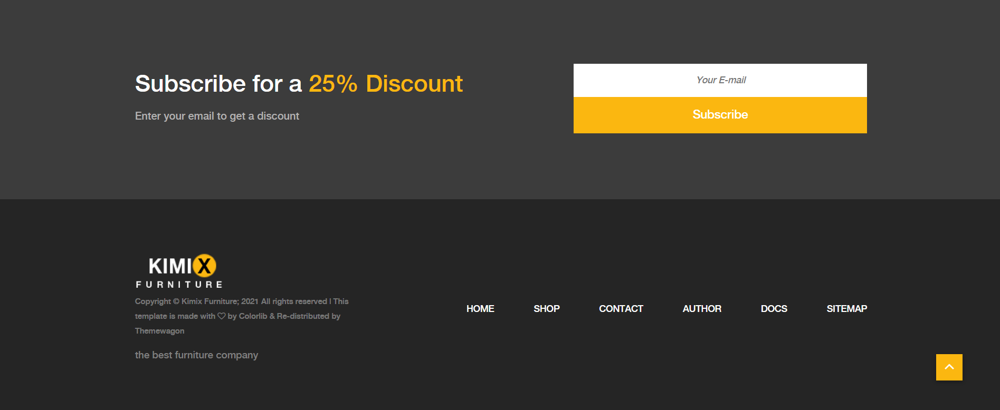 Subscribe for a 25% Discount
Enter your email to get a discount
Your E-mail
Subscribe
KIMIX
FURNITURE
Copyright © Kimix Furniture; 2021 All rights reserved | This
template is made with ♡ by Colorlib & Re-distributed by
Themewagon
the best furniture company
HOME SHOP CONTACT AUTHOR DOCS SITEMAP